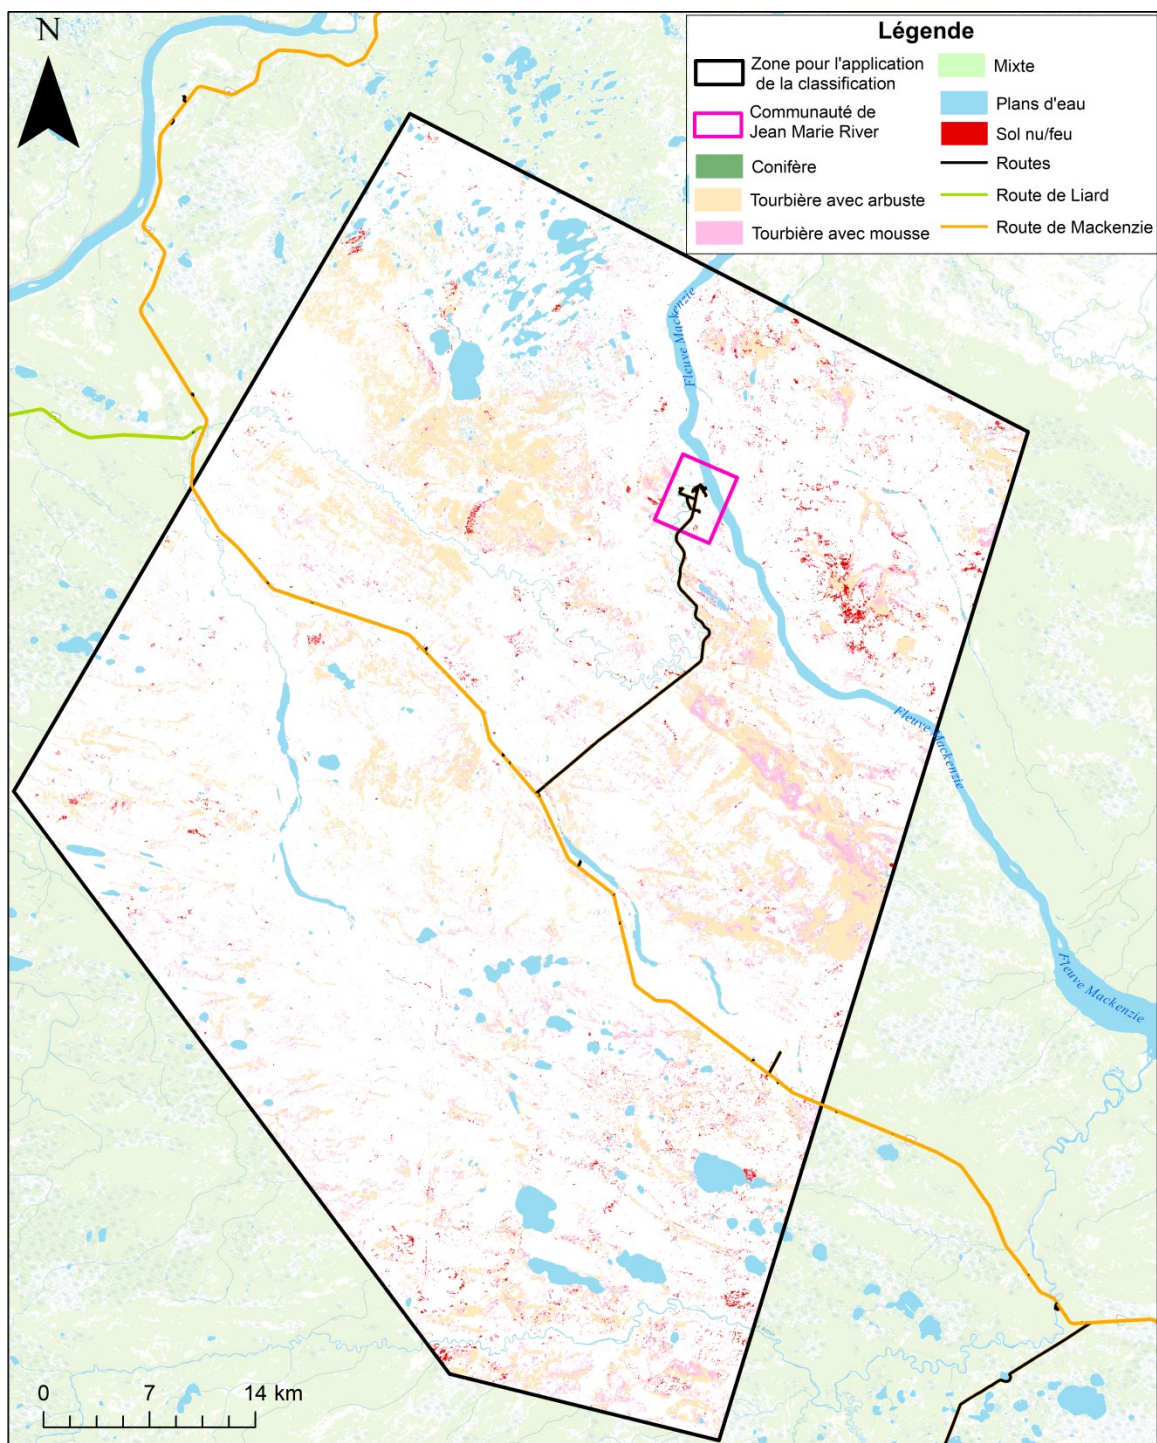 N
Légende
Zone pour l'application
de la classification
Communauté de
Jean Marie River
Conifère
Tourbière avec arbuste
Tourbière avec mousse
Mixte
Plans d'eau
Sol nu/feu
Routes
Route de Liard
Route de Mackenzie
Fleuve Mackenzie
Fleuve Mackenzie
Fleuve Mackenzie
0 7 14 km